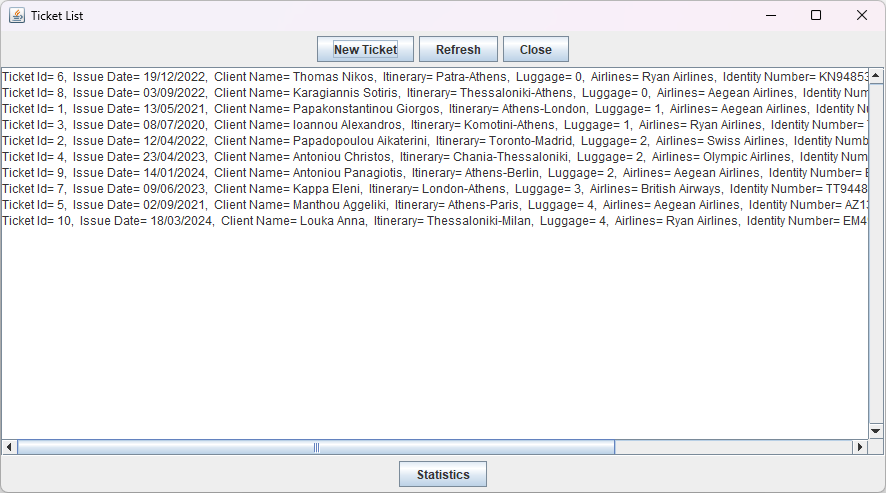 Ticket List
New Ticket Refresh Close
Ticket Id= 6, Issue Date= 19/12/2022, Client Name= Thomas Nikos, Itinerary= Patra-Athens, Luggage= 0, Airlines= Ryan Airlines, Identity Number= KN94853
Ticket Id= 8, Issue Date= 03/09/2022, Client Name= Karagiannis Sotiris, Itinerary= Thessaloniki-Athens, Luggage= 0, Airlines= Aegean Airlines, Identity Num
Ticket Id= 1, Issue Date= 13/05/2021, Client Name= Papakonstantinou Giorgos, Itinerary= Athens-London, Luggage= 1, Airlines= Aegean Airlines, Identity
Ticket Id= 3, Issue Date= 08/07/2020, Client Name= Ioannou Alexandros, Itinerary= Komotini-Athens, Luggage= 1, Airlines= Ryan Airlines, Identity Number=
Ticket Id= 2, Issue Date= 12/04/2022, Client Name= Papadopoulou Aikaterini, Itinerary= Toronto-Madrid, Luggage= 2, Airlines= Swiss Airlines, Identity Numb
Ticket Id= 4, Issue Date= 23/04/2023, Client Name= Antoniou Christos, Itinerary= Chania-Thessaloniki, Luggage= 2, Airlines= Olympic Airlines, Identity Num
Ticket Id= 9, Issue Date= 14/01/2024, Client Name= Antoniou Panagiotis, Itinerary= Athens-Berlin, Luggage= 2, Airlines= Aegean Airlines, Identity Number=
Ticket Id= 7, Issue Date= 09/06/2023, Client Name= Kappa Eleni, Itinerary= London-Athens, Luggage= 3, Airlines= British Airways, Identity Number= TT9448
Ticket Id= 5, Issue Date= 02/09/2021, Client Name= Manthou Aggeliki, Itinerary= Athens-Paris, Luggage= 4, Airlines= Aegean Airlines, Identity Number= AZ13
Ticket Id= 10, Issue Date= 18/03/2024, Client Name= Louka Anna, Itinerary= Thessaloniki-Milan, Luggage= 4, Airlines= Ryan Airlines, Identity Number= EM4
Statistics